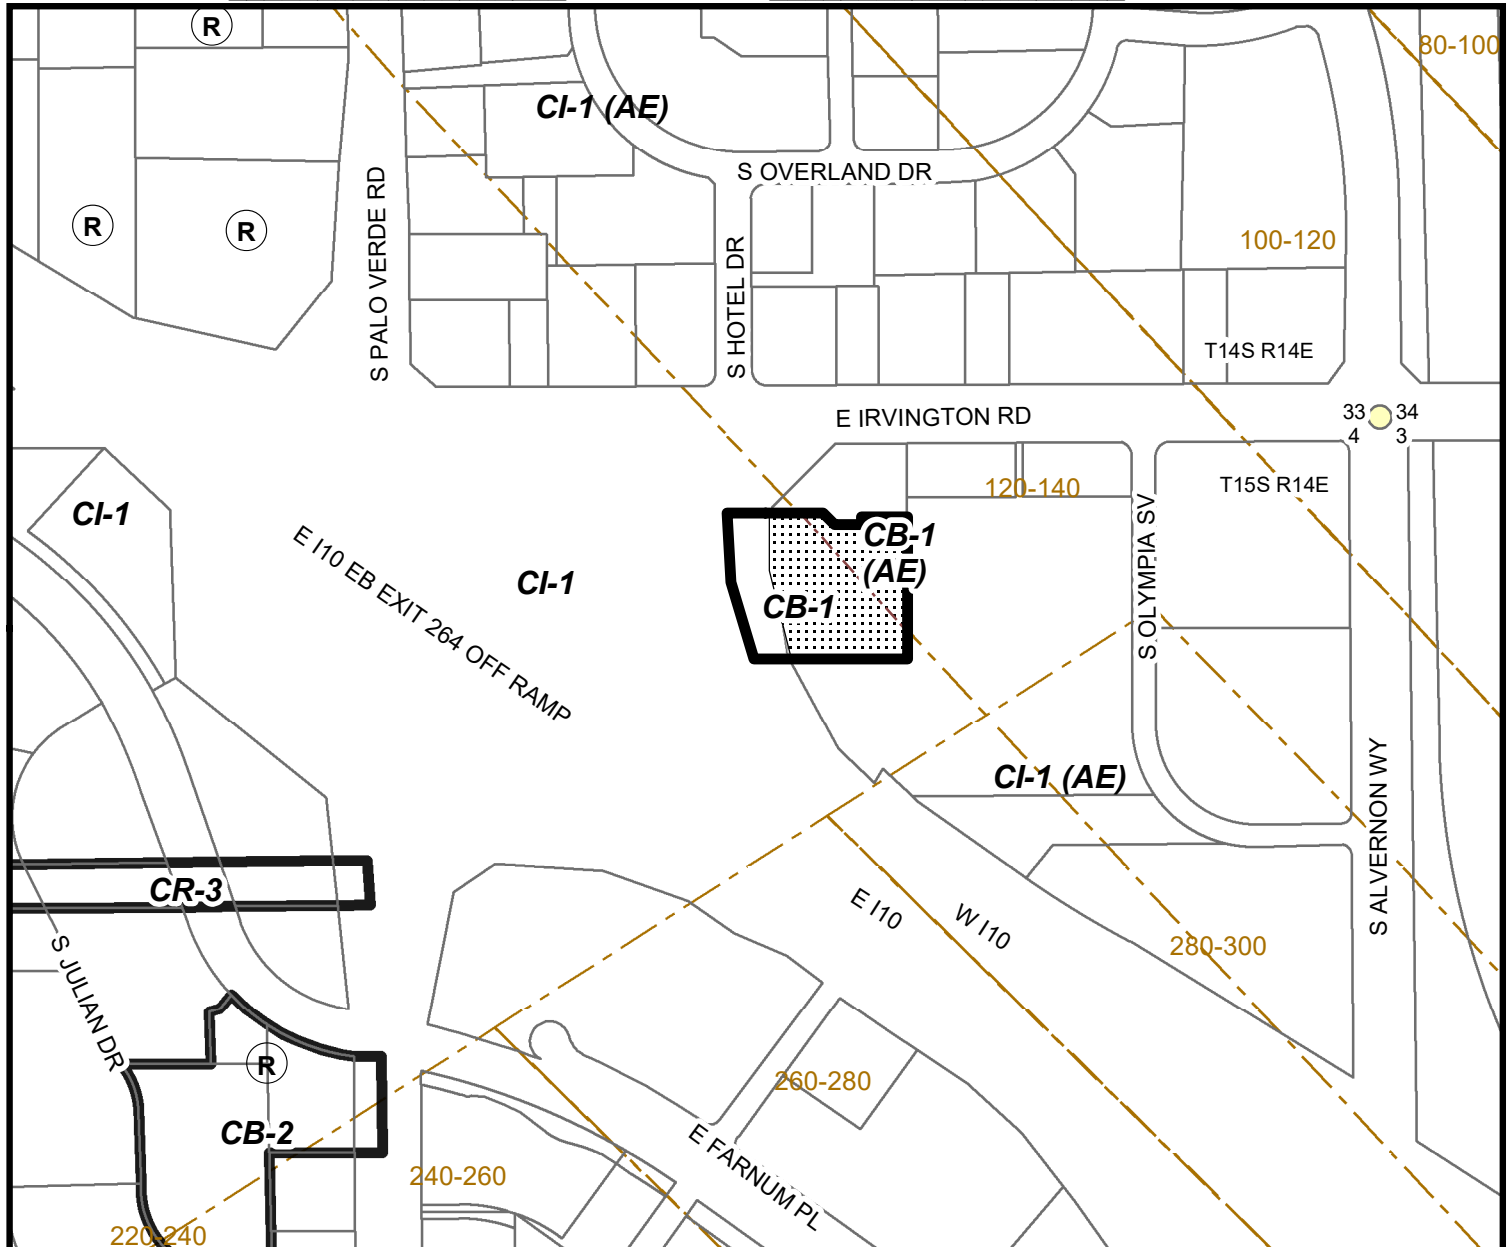 R
80-100
CI-1 (AE)
S OVERLAND DR
S PALO VERDE RD
R
R
100-120
S HOTEL DR
T14S R14E
E IRVINGTON RD
33
34
4
3
120-140
T15S R14E
CI-1
E I10 EB EXIT 264 OFF RAMP
CI-1
CB-1
(AE)
CB-1
S OLYMPIA SV
CI-1 (AE)
S ALVERNON WY
CR-3
E I10
W I10
280-300
S JULIAN DR
R
260-280
CB-2
E FARNUM PL
240-260
220-240